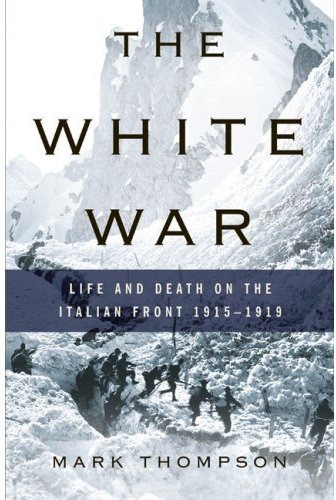 THE
WHITE
WAR
LIFE AND DEATH ON THE
ITALIAN FRONT 1915–1919
MARK THOMPSON